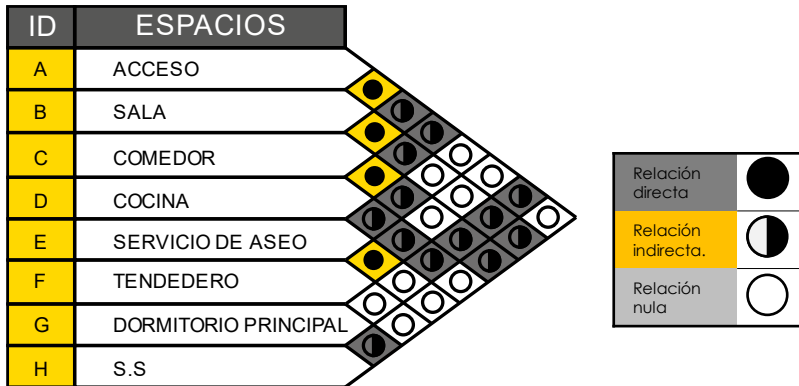 ID ESPACIOS
A ACCESO
B SALA
C COMEDOR
D COCINA
E SERVICIO DE ASEO
F TENDEDERO
G DORMITORIO PRINCIPAL
H S.S
Relación
directa
Relación
indirecta.
Relación
nula